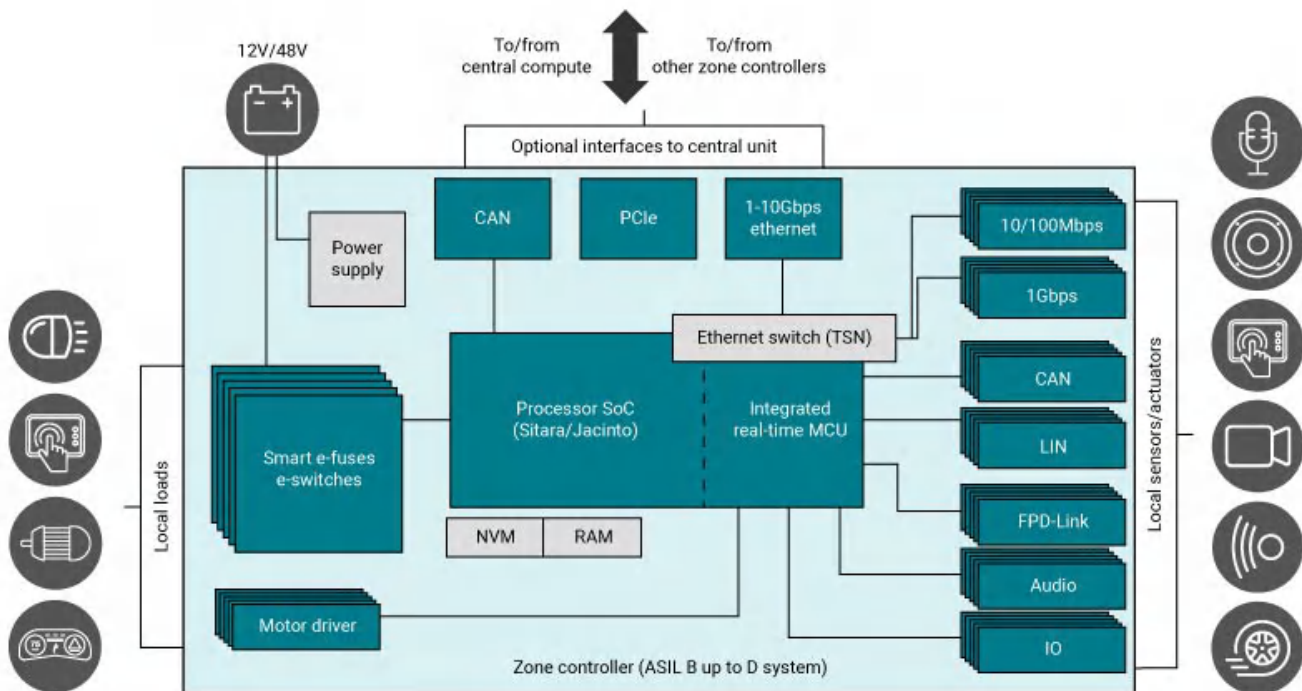 12V/48V
To/from
central compute
To/from
other zone controllers
Optional interfaces to central unit
CAN
PCIe
1-10Gbps
ethernet
10/100Mbps
Power
supply
1Gbps
Ethernet switch (TSN)
CAN
Processor SoC
(Sitara/Jacinto)
Integrated
real-time MCU
LIN
Smart e-fuses
e-switches
Local loads
Local sensors/actuators
FPD-Link
NVM
RAM
Audio
Motor driver
IO
Zone controller (ASIL B up to D system)